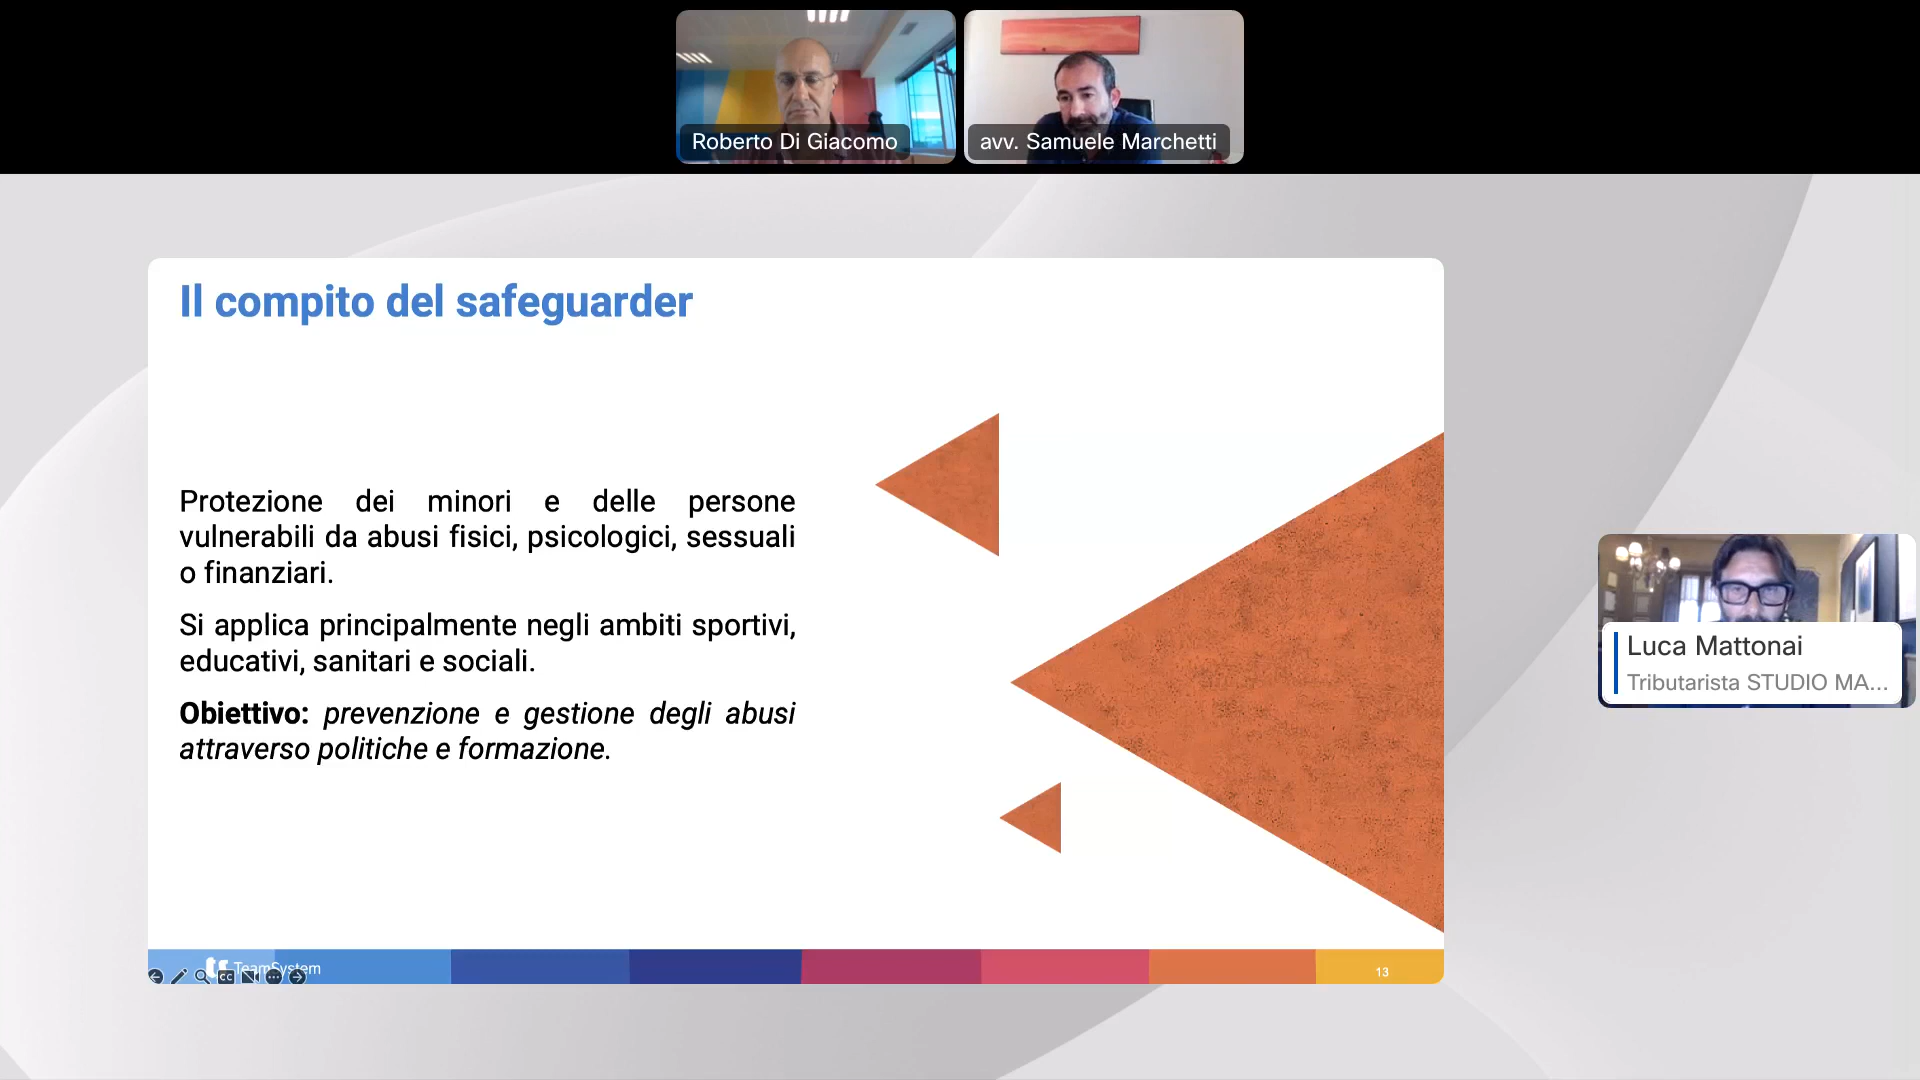 Roberto Di Giacomo
avv. Samuele Marchetti
Il compito del safeguarder
Protezione dei minori e delle persone
vulnerabili da abusi fisici, psicologici, sessuali
o finanziari.
Si applica principalmente negli ambiti sportivi,
educativi, sanitari e sociali.
Obiettivo: prevenzione e gestione degli abusi
attraverso politiche e formazione.
Luca Mattonai
Tributarista STUDIO MA...
TeamSystem
CC
13